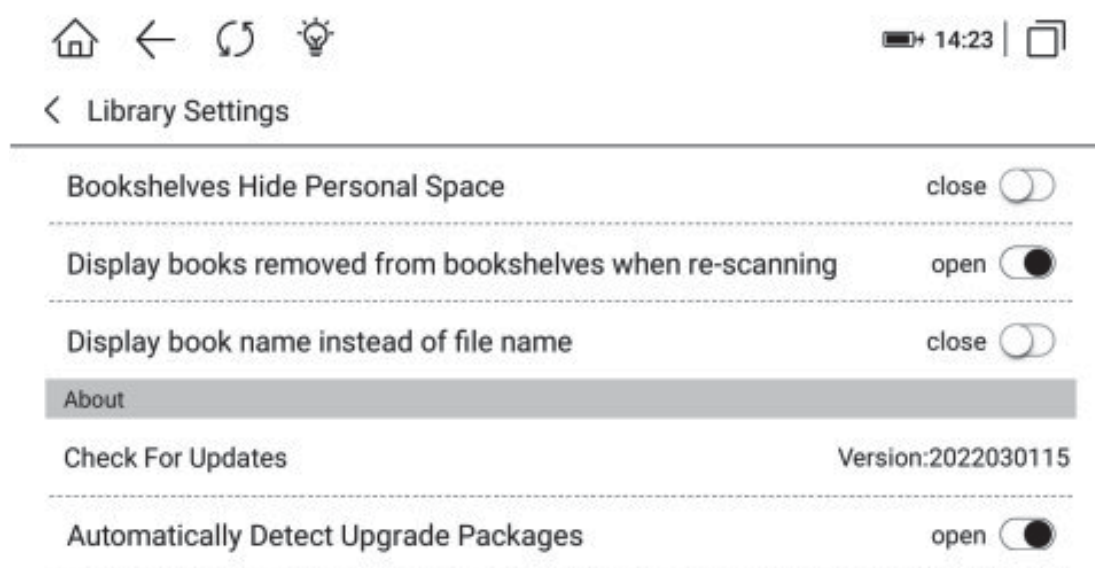 14:23
Library Settings
Bookshelves Hide Personal Space close
Display books removed from bookshelves when re-scanning open
Display book name instead of file name close
About
Check For Updates Version:2022030115
Automatically Detect Upgrade Packages open